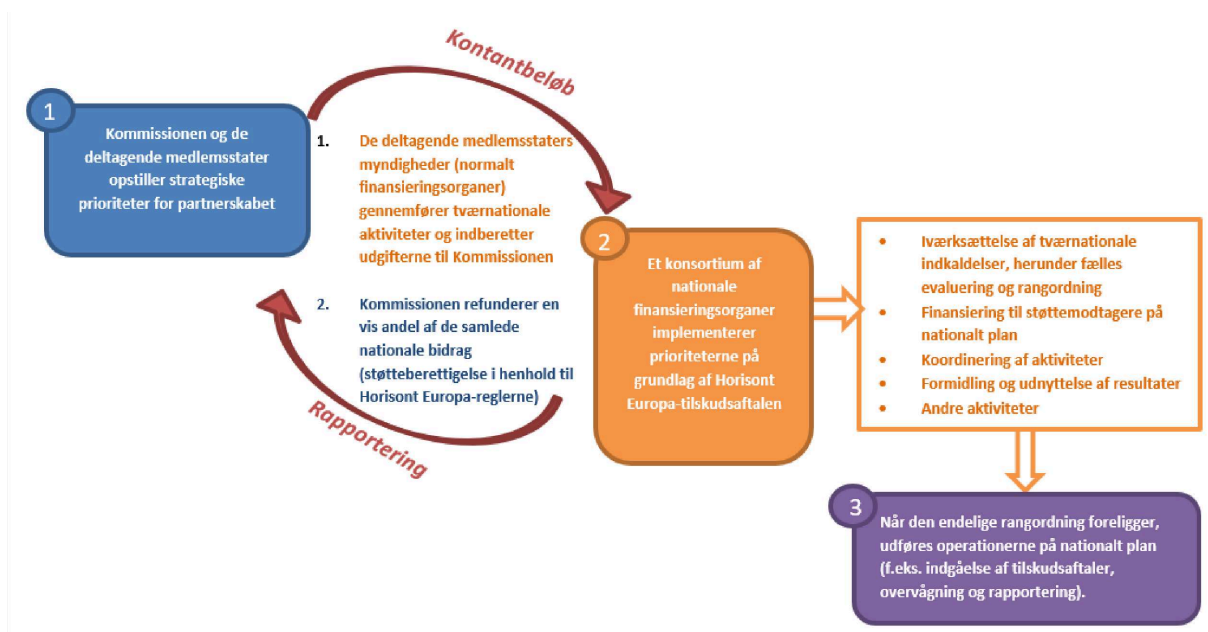 Kontantbeløb
1
Kommissionen og de
deltagende medlemsstater
opstiller strategiske
prioriteter for partnerskabet
1. De deltagende medlemsstaters
myndigheder (normalt
finansieringsorganer)
gennemfører tværnationale
aktiviteter og indberetter
udgifterne til Kommissionen
2. Kommissionen refunderer en
vis andel af de samlede
nationale bidrag
(støtteberettigelse i henhold til
Horisont Europa-reglerne)
Rapportering
2
Et konsortium af
nationale
finansieringsorganer
implementerer
prioriteterne på
grundlag af Horisont
Europa-tilskudsaftalen
• Iværksættelse af tværnationale
indkaldelser, herunder fælles
evaluering og rangordning
• Finansiering til støttemodtagere på
nationalt plan
• Koordinering af aktiviteter
• Formidling og udnyttelse af resultater
• Andre aktiviteter
3
Når den endelige rangordning foreligger,
udføres operationerne på nationalt plan
(f.eks. indgåelse af tilskudsaftaler,
overvågning og rapportering).